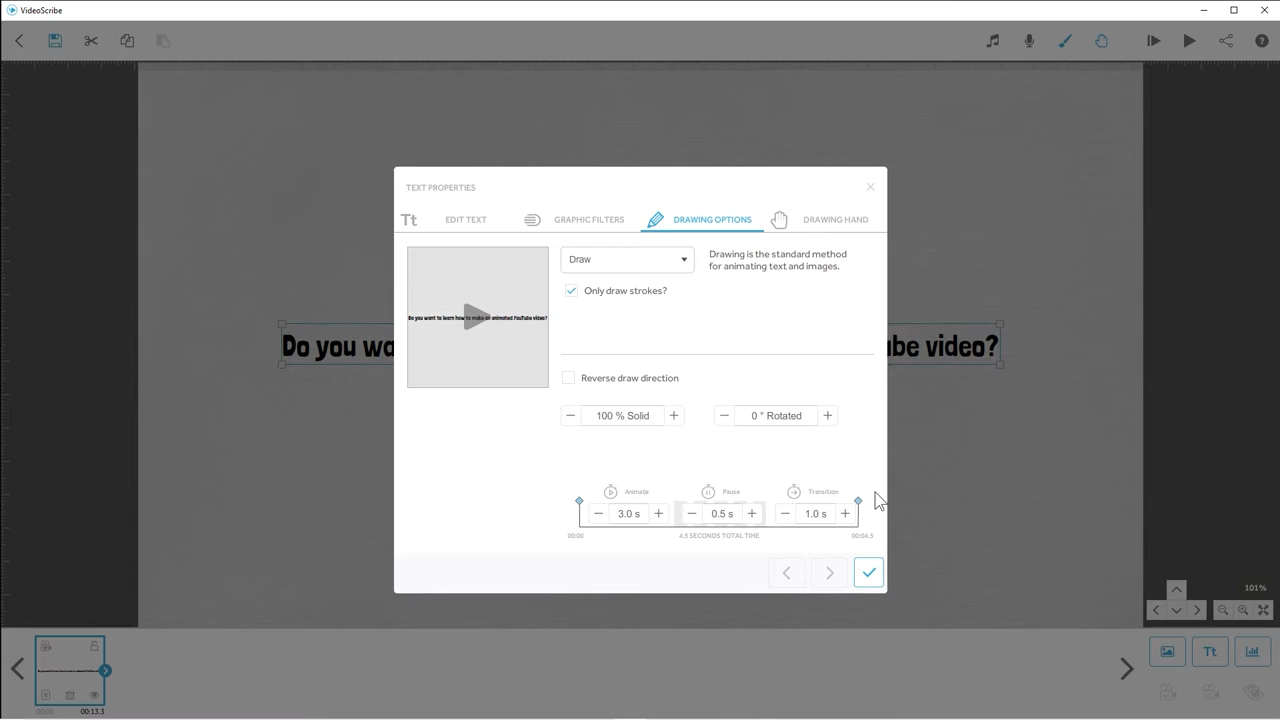 VideoScribe
TEXT PROPERTIES
Tt EDIT TEXT GRAPHIC FILTERS DRAWING OPTIONS DRAWING HAND
Draw
Drawing is the standard method
for animating text and images.
Only draw strokes?
Do you want to learn how to make an animated YouTube video?
Do you wa
be video?
Reverse draw direction
100 % Solid 0 ° Rotated
Animate Pause Transition
3.0 s 0.5 s 1.0 s
00:00 4.5 SECONDS TOTAL TIME 00:04.5
101%
Tt
00:00 00:13.3